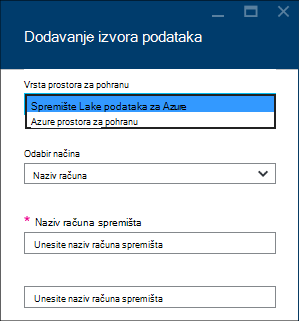 Dodavanje izvora podataka
Vrsta prostora za pohranu
Spremište Lake podataka za Azure
Azure prostora za pohranu
Odabir načina
Naziv računa
* Naziv računa spremišta
Unesite naziv računa spremišta
Unesite naziv računa spremišta